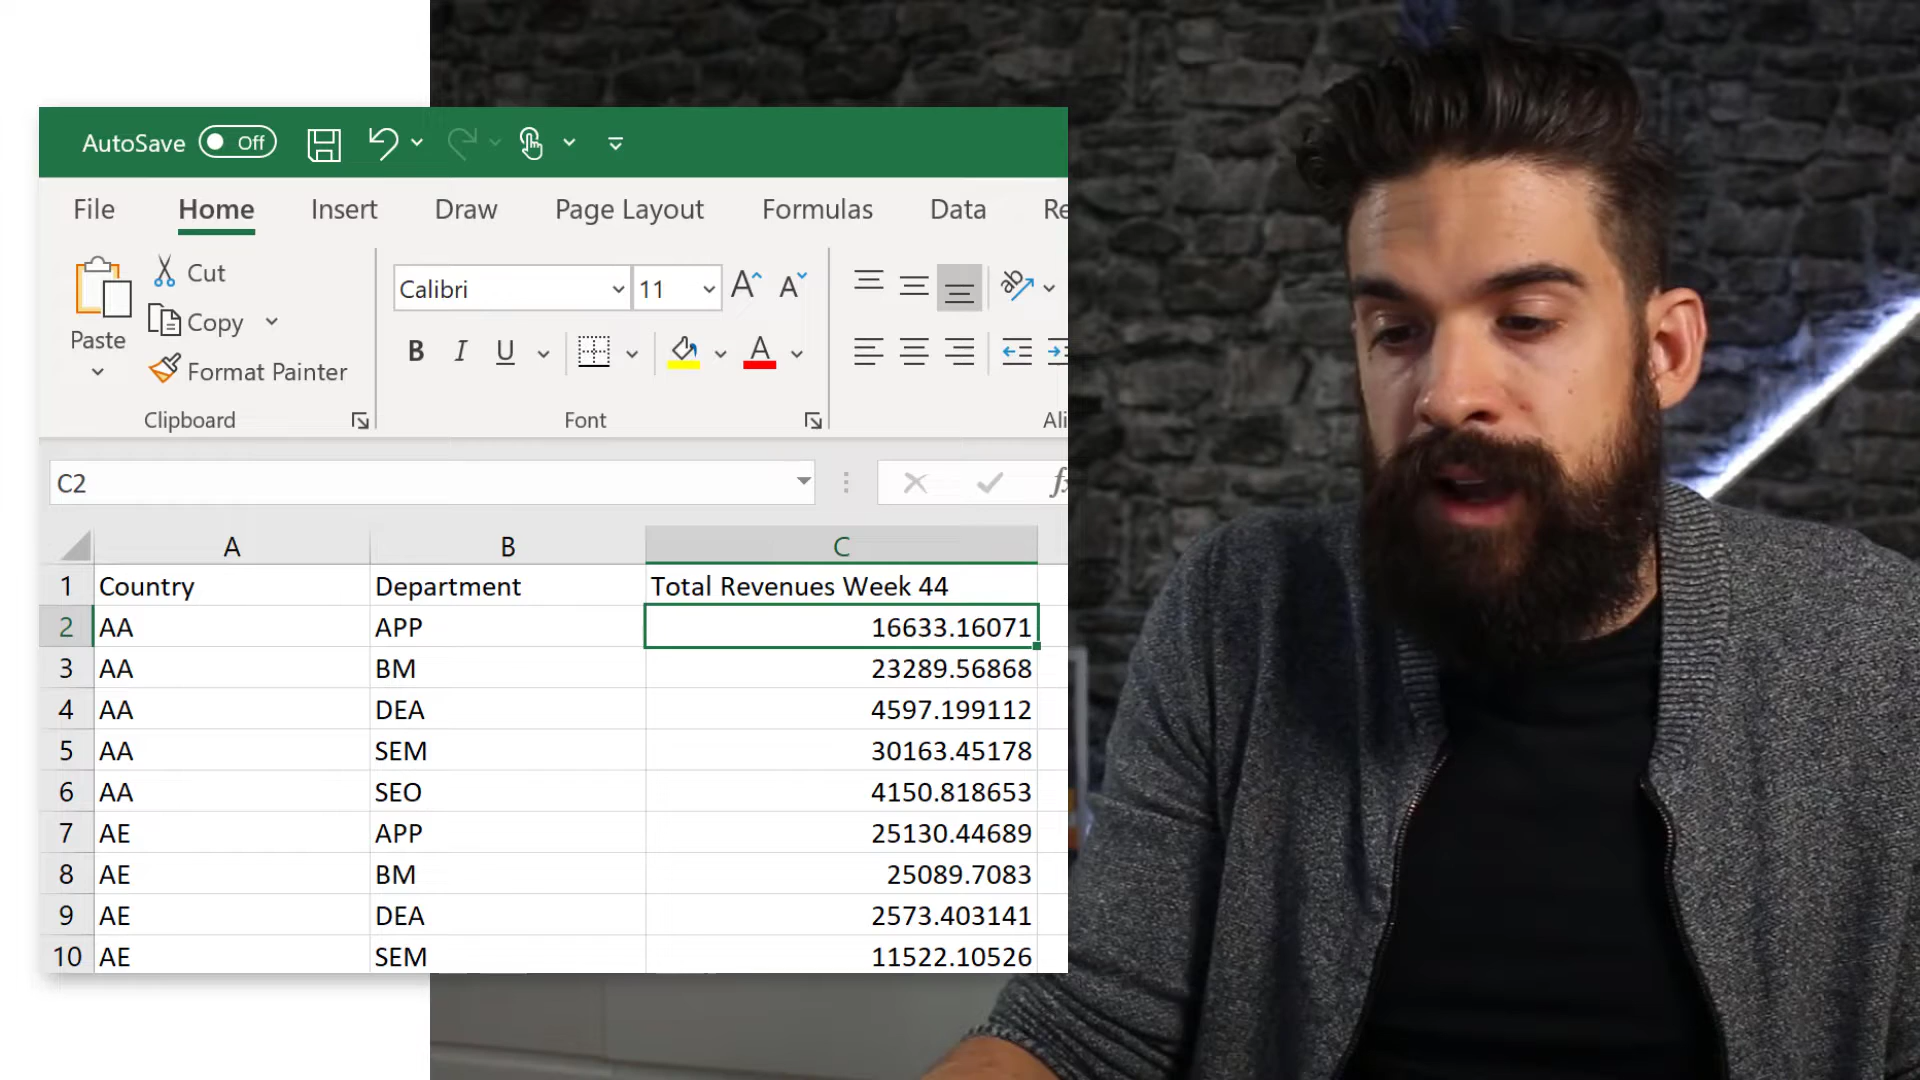 AutoSave Off
File Home Insert Draw Page Layout Formulas Data Re
Paste
Cut
Copy
Format Painter
Clipboard
Calibri 11
B I U
Font
ab
Ali
C2
fx
A B C
1 Country Department Total Revenues Week 44
2 AA APP 16633.16071
3 AA BM 23289.56868
4 AA DEA 4597.199112
5 AA SEM 30163.45178
6 AA SEO 4150.818653
7 AE APP 25130.44689
8 AE BM 25089.7083
9 AE DEA 2573.403141
10 AE SEM 11522.10526